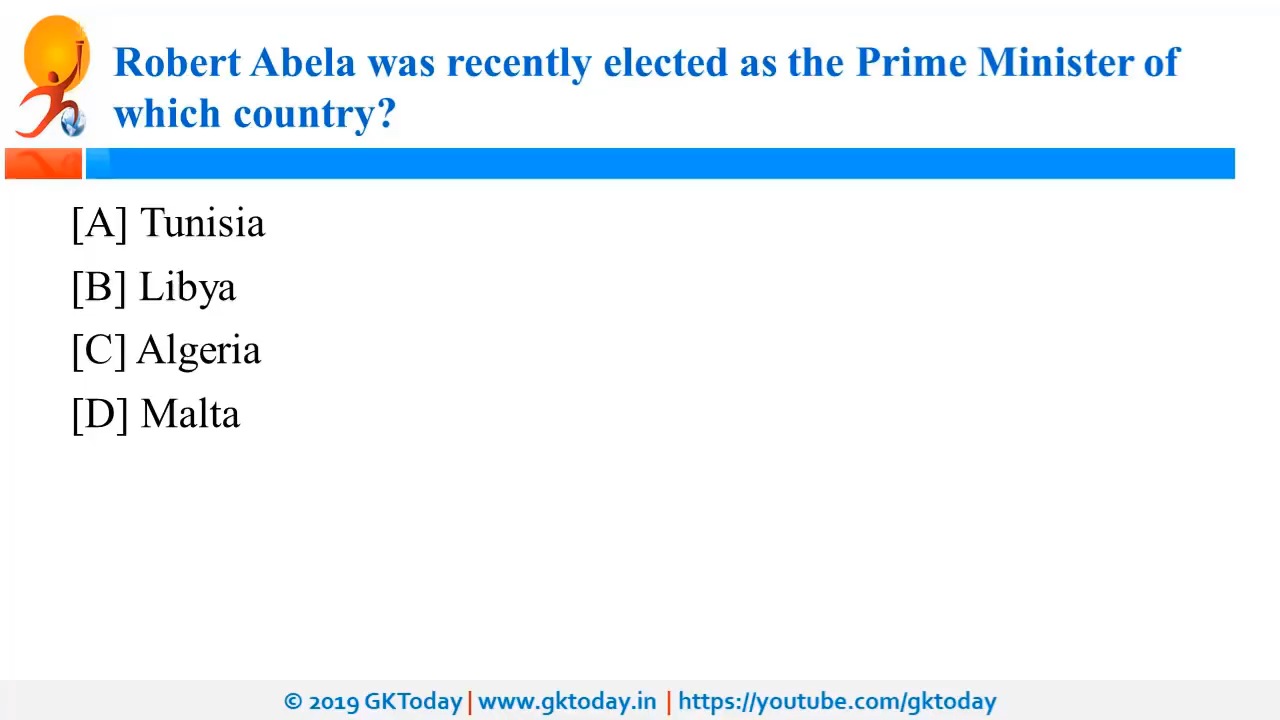 Robert Abela was recently elected as the Prime Minister of
which country?
[A] Tunisia
[B] Libya
[C] Algeria
[D] Malta
© 2019 GKToday | www.gktoday.in | https://youtube.com/gktoday